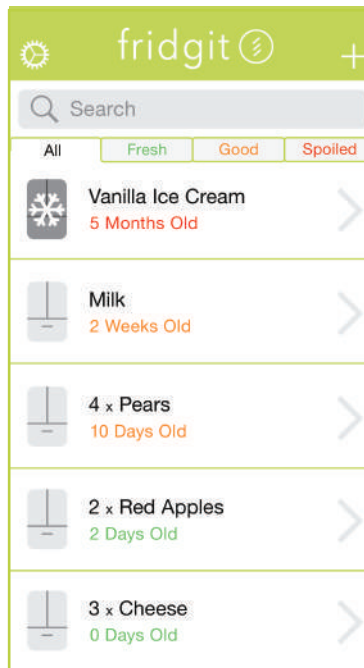 fridgit
Search
All Fresh Good Spoiled
Vanilla Ice Cream
5 Months Old
Milk
2 Weeks Old
4 x Pears
10 Days Old
2 x Red Apples
2 Days Old
3 x Cheese
0 Days Old